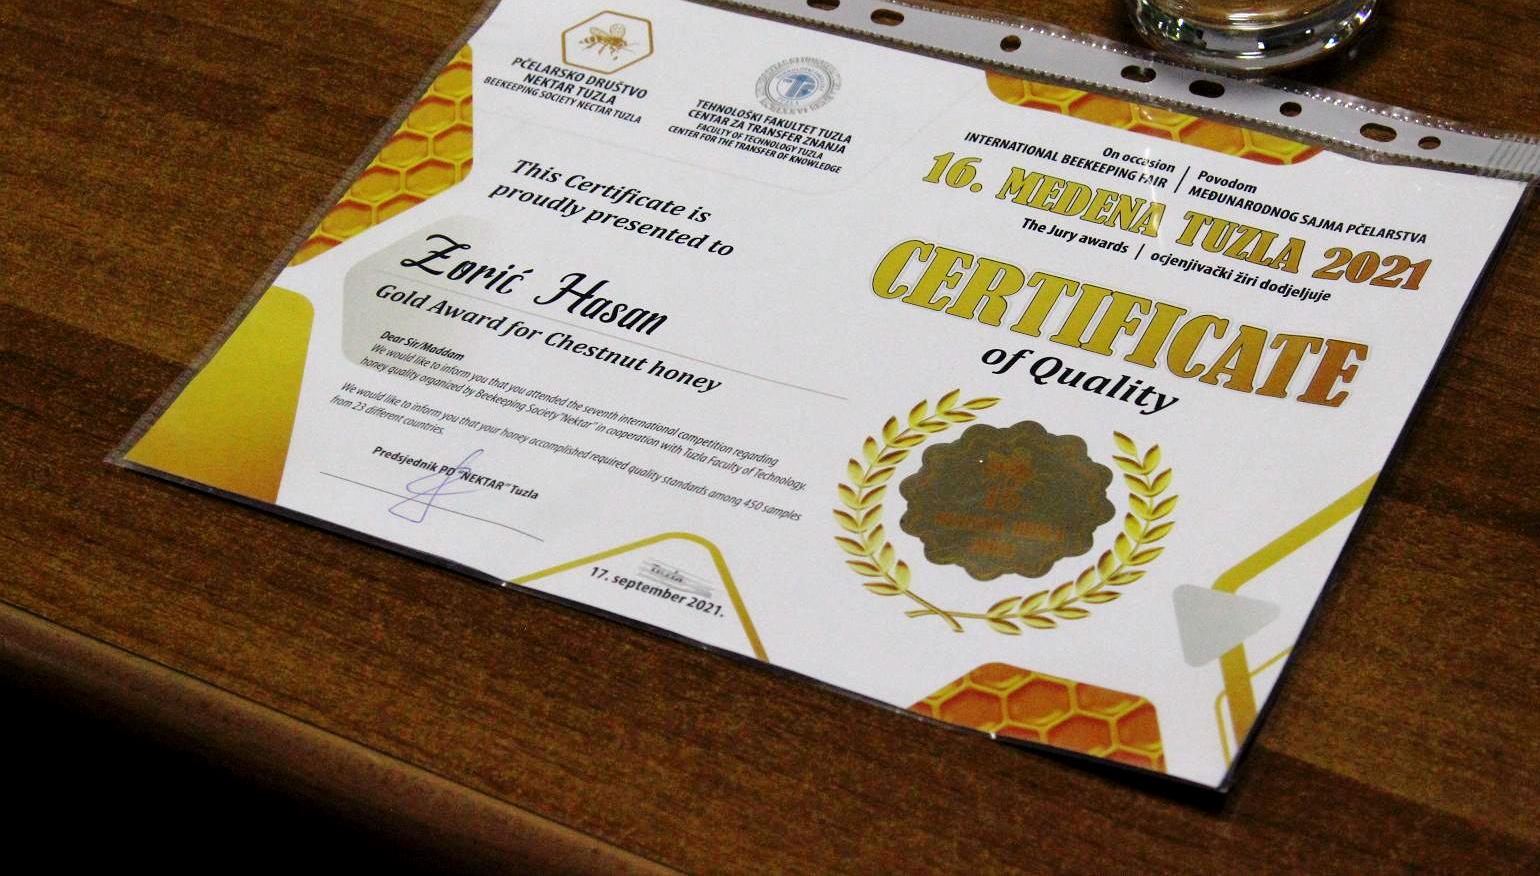 PČELARSKO DRUŠTVO
NEKTAR TUZLA
BEEKEEPING SOCIETY NECTAR TUZLA
TEHNOLOŠKI FAKULTET TUZLA
CENTAR ZA TRANSFER ZNANJA
FACULTY OF TECHNOLOGY TUZLA
CENTER FOR THE TRANSFER OF KNOWLEDGE
This Certificate is
proudly presented to
Zorić Hasan
Gold Award for Chestnut honey
Dear Sir/Maddam
We would like to inform you that you attended the seventh international competition regarding
honey quality organized by Beekeeping Society "Nektar" in cooperation with Tuzla Faculty of Technology.
We would like to inform you that your honey accomplished required quality standards among 450 samples
from 23 different countries.
Predsjednik PD "NEKTAR" Tuzla
Tuzla
17. september 2021.
On occasion
INTERNATIONAL BEEKEEPING FAIR
Povodom
MEĐUNARODNOG SAJMA PČELARSTVA
16. MEDENA TUZLA 2021
The Jury awards
ocjenjivački žiri dodjeljuje
CERTIFICATE
of Quality